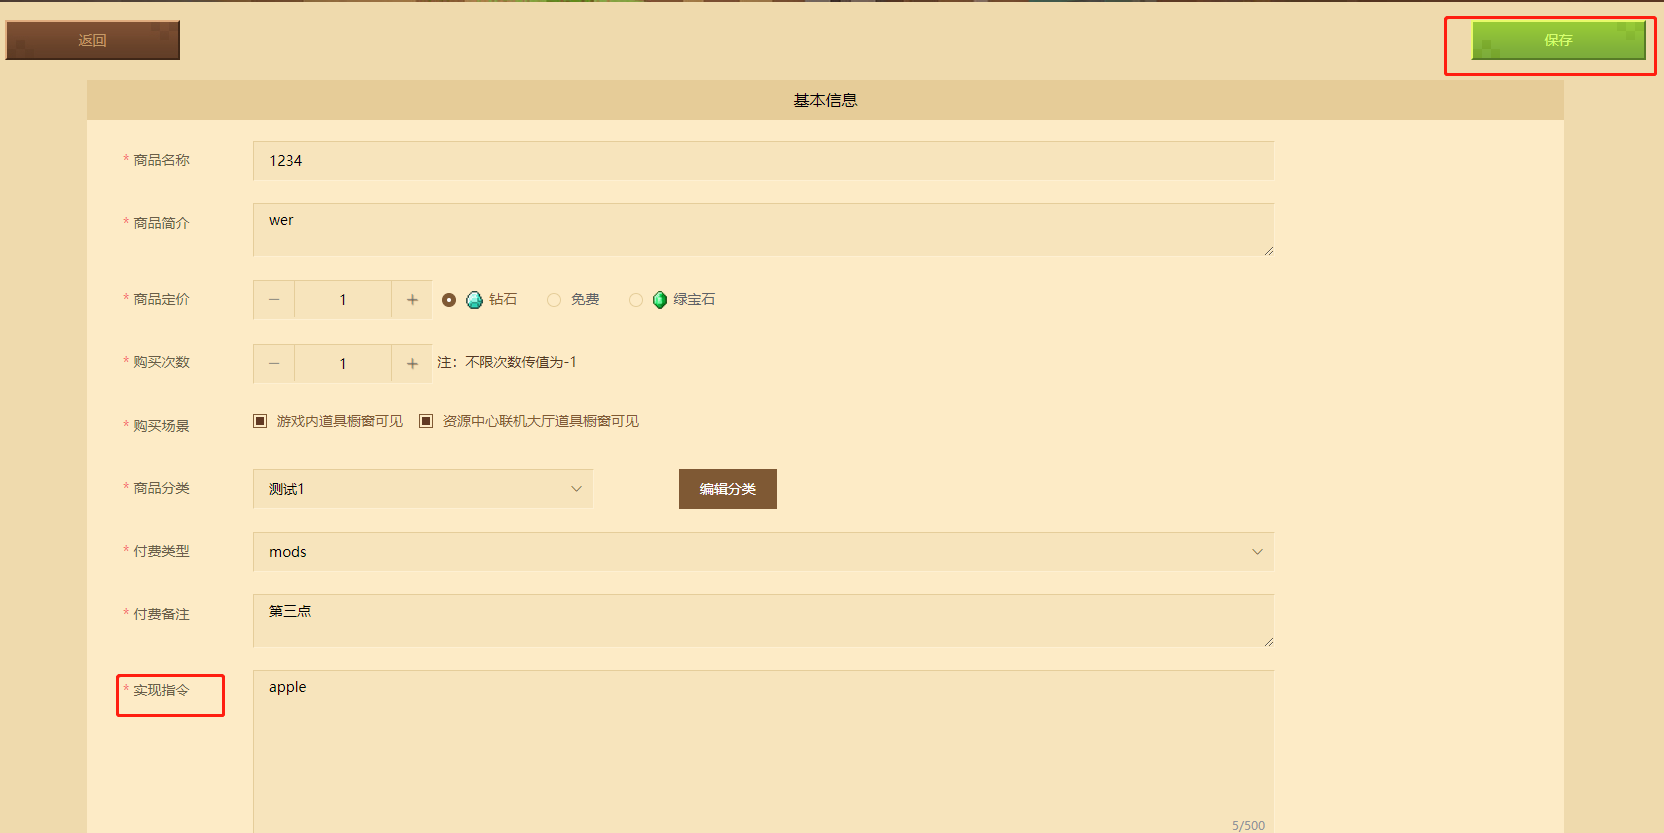 返回
保存
基本信息
* 商品名称 1234
* 商品简介 wer
* 商品定价 − 1 + 钻石 免费 绿宝石
* 购买次数 − 1 + 注：不限次数传值为-1
* 购买场景 游戏内道具橱窗可见 资源中心联机大厅道具橱窗可见
* 商品分类 测试1 编辑分类
* 付费类型 mods
* 付费备注 第三点
* 实现指令 apple
5/500